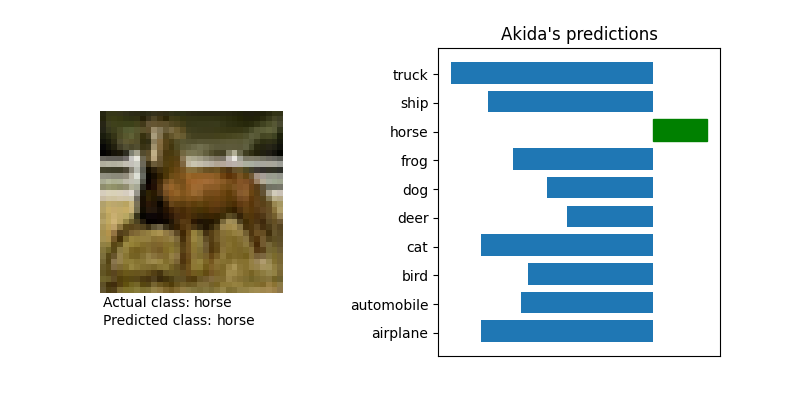 Akida's predictions
truck
ship
horse
frog
dog
deer
cat
bird
automobile
airplane
Actual class: horse
Predicted class: horse